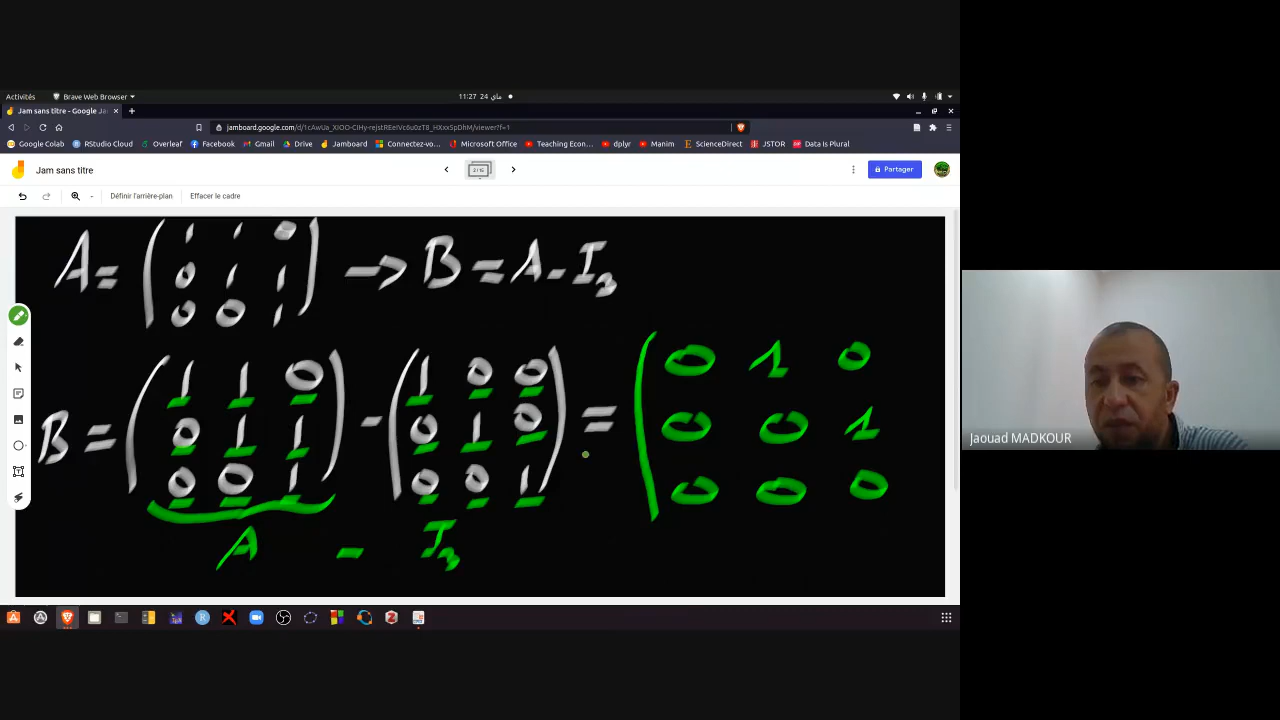 Activités Brave Web Browser 11:27 24 ماي
Jam sans titre - Google Ja
jamboard.google.com
Google Colab RStudio Cloud Overleaf Facebook Gmail Drive Jamboard Connectez-vo... Microsoft Office Teaching Econ... dplyr Manim ScienceDirect JSTOR Data Is Plural
Jam sans titre 2/15 Partager
Définir l'arrière-plan Effacer le cadre
A = ( 1 1 0 ) → B = A - I3
0 1 1
0 0 1
B = ( 1 1 0 ) - ( 1 0 0 ) = ( 0 1 0
0 1 1 0 1 0 0 0 1
0 0 1 0 0 1 0 0 0
A - I3
Jaouad MADKOUR